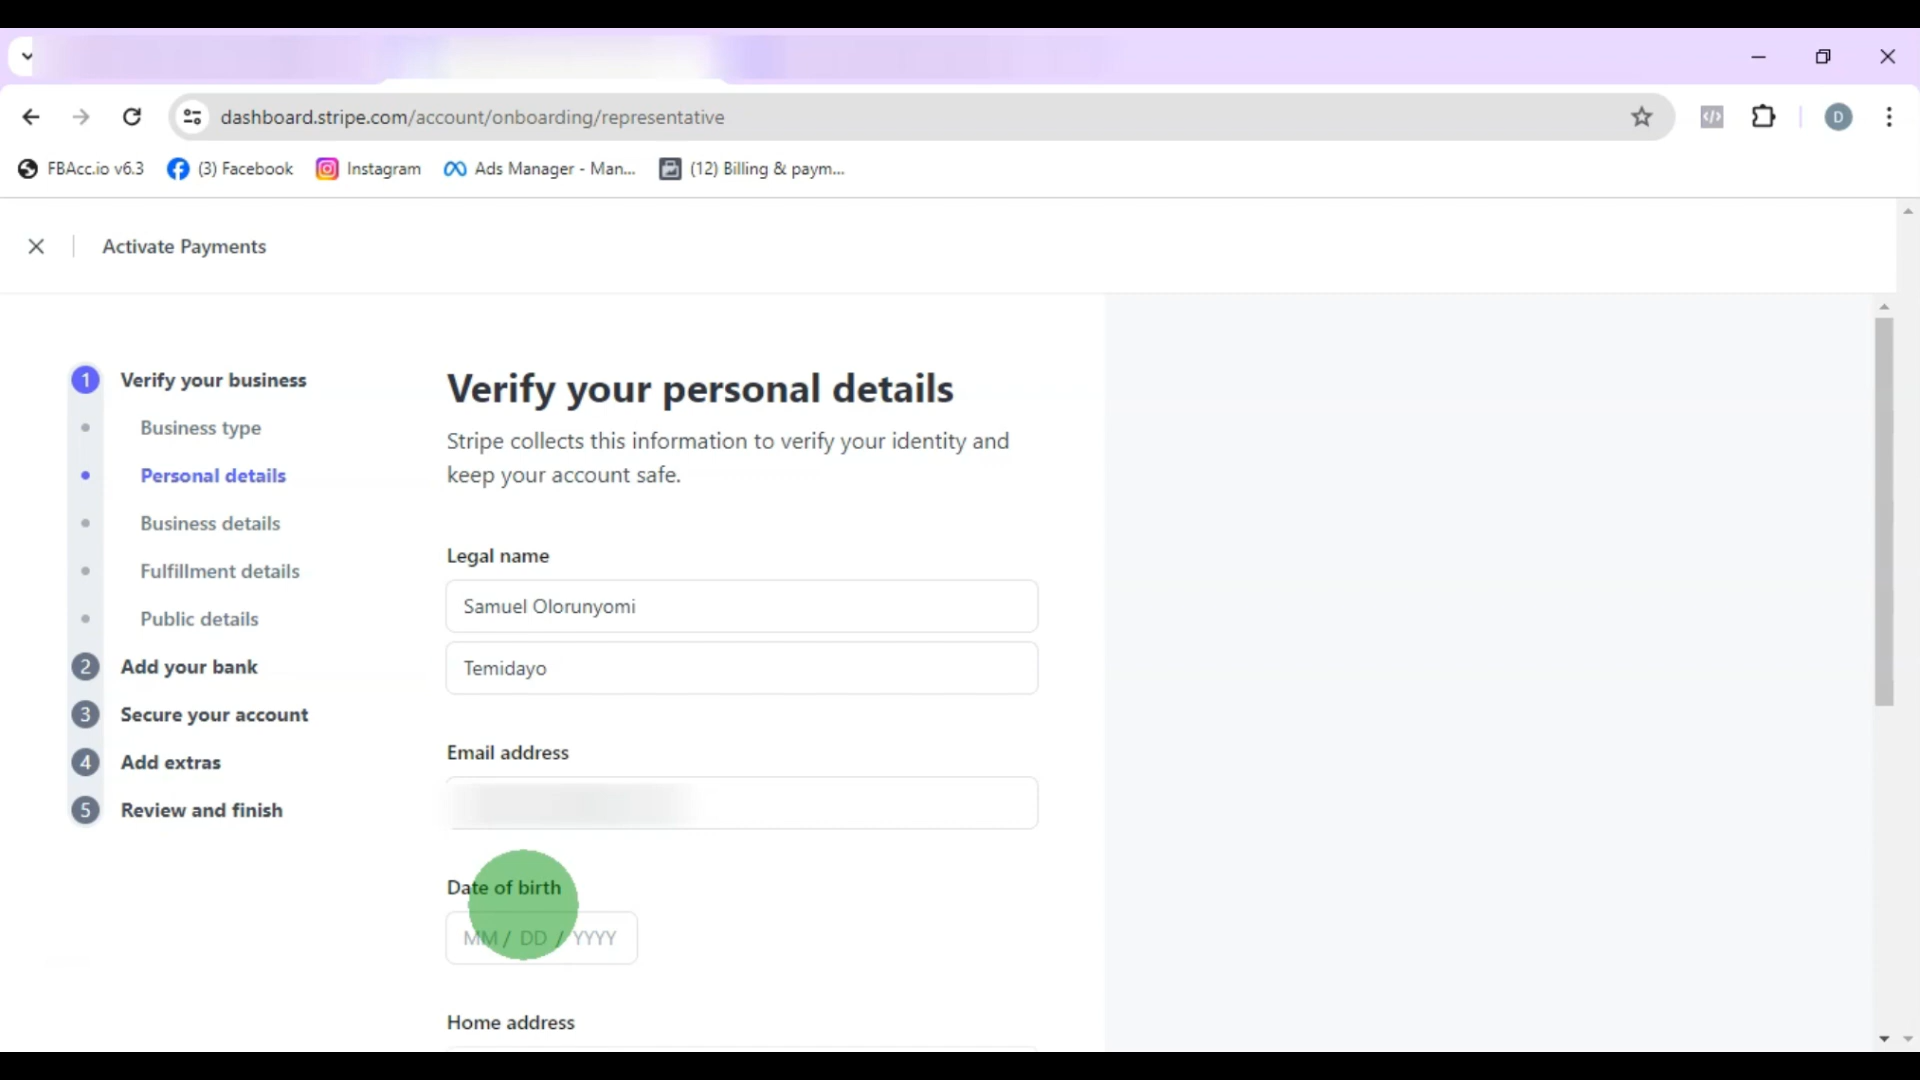 dashboard.stripe.com/account/onboarding/representative
D
FBAcc.io v6.3
(3) Facebook
Instagram
Ads Manager - Man...
(12) Billing & paym...
Activate Payments
1 Verify your business
Business type
Personal details
Business details
Fulfillment details
Public details
2 Add your bank
3 Secure your account
4 Add extras
5 Review and finish
Verify your personal details
Stripe collects this information to verify your identity and
keep your account safe.
Legal name
Samuel Olorunyomi
Temidayo
Email address
Date of birth
MM / DD / YYYY
Home address